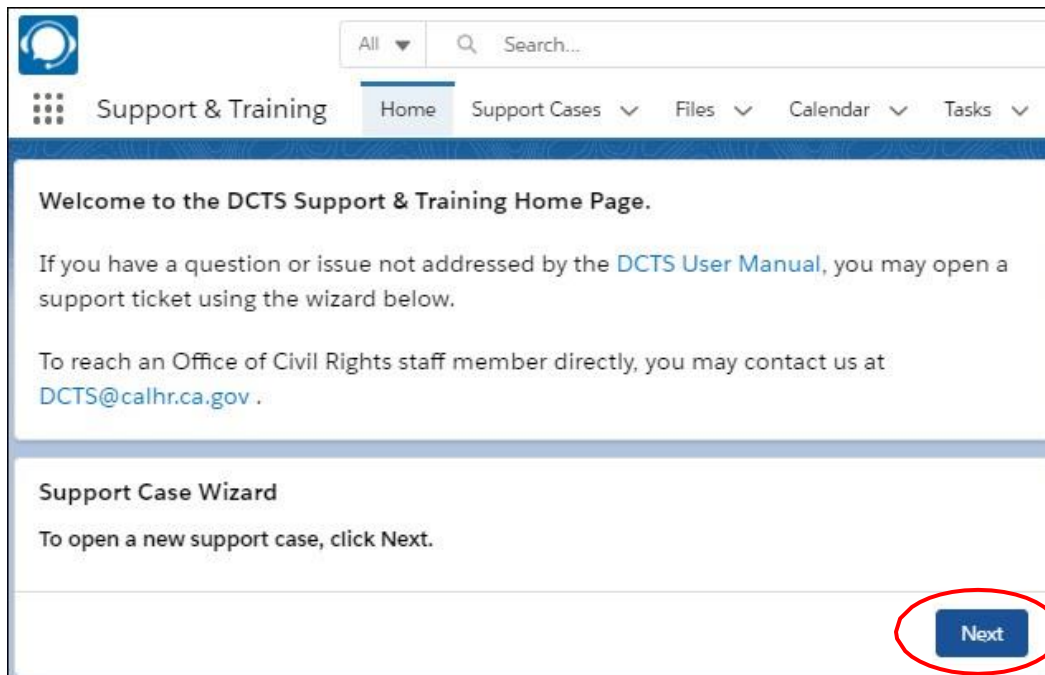 All Search...
Support & Training Home Support Cases Files Calendar Tasks
Welcome to the DCTS Support & Training Home Page.
If you have a question or issue not addressed by the DCTS User Manual, you may open a
support ticket using the wizard below.
To reach an Office of Civil Rights staff member directly, you may contact us at
DCTS@calhr.ca.gov .
Support Case Wizard
To open a new support case, click Next.
Next